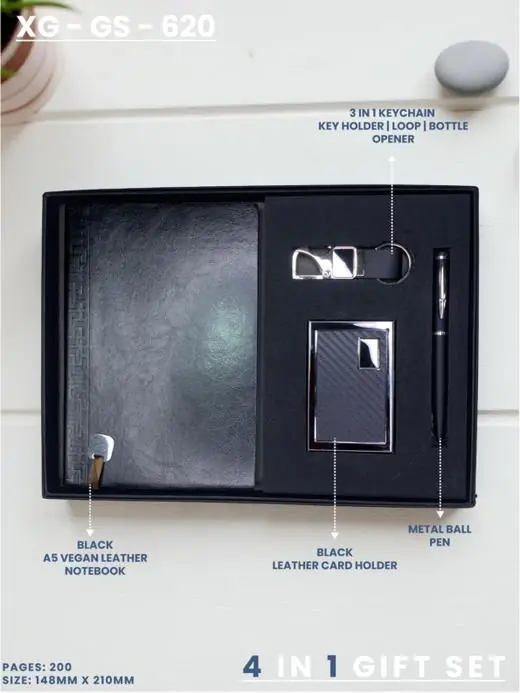 XG - GS - 620
3 IN 1 KEYCHAIN
KEY HOLDER | LOOP | BOTTLE
OPENER
BLACK
A5 VEGAN LEATHER
NOTEBOOK
BLACK
LEATHER CARD HOLDER
METAL BALL
PEN
PAGES: 200
SIZE: 148MM X 210MM
4 IN 1 GIFT SET